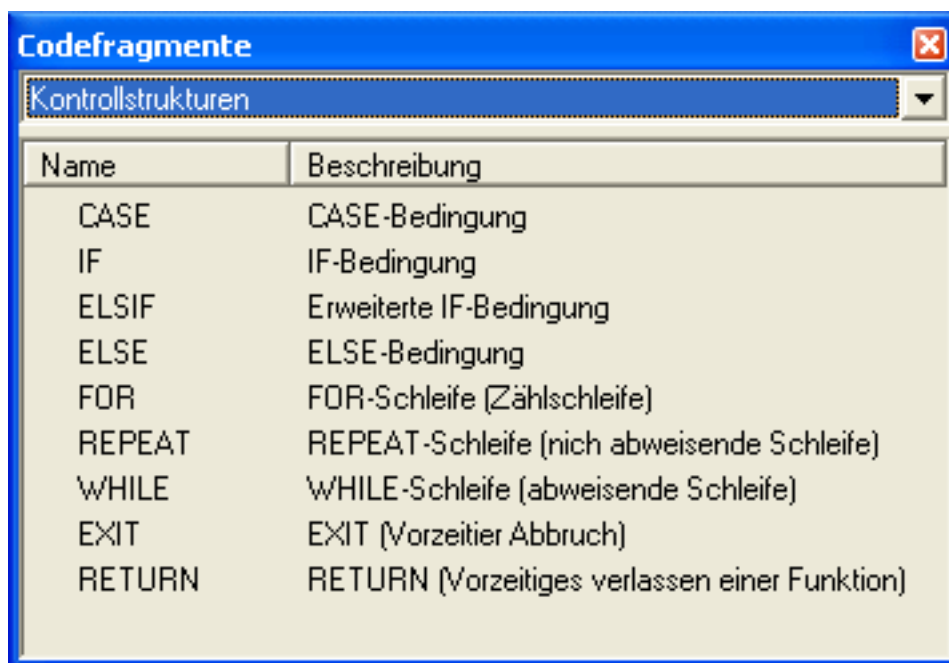 Codefragmente
Kontrollstrukturen
Name Beschreibung
CASE CASE-Bedingung
IF IF-Bedingung
ELSIF Erweiterte IF-Bedingung
ELSE ELSE-Bedingung
FOR FOR-Schleife (Zählschleife)
REPEAT REPEAT-Schleife (nich abweisende Schleife)
WHILE WHILE-Schleife (abweisende Schleife)
EXIT EXIT (Vorzeitier Abbruch)
RETURN RETURN (Vorzeitiges verlassen einer Funktion)